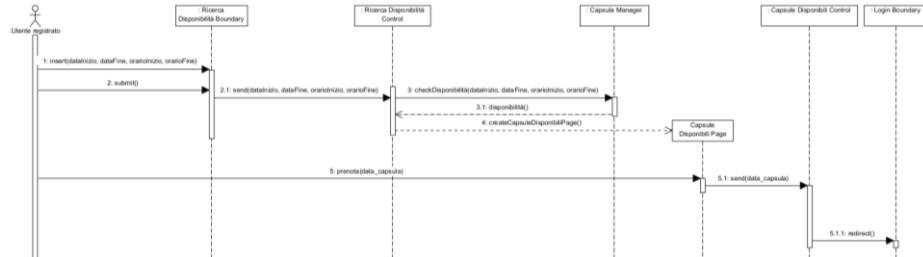 : Ricerca
Disponibilità Boundary
: Ricerca Disponibilità
Control
: Capsule Manager
: Capsule Disponibili Control
: Login Boundary
:Utente registrato
1: insert(dataInizio, dataFine, orarioInizio, orarioFine)
2: submit()
2.1: send(dataInizio, dataFine, orarioInizio, orarioFine)
3: checkDisponibilità(dataInizio, dataFine, orarioInizio, orarioFine)
3.1: disponibilità()
4: createCapsuleDisponibiliPage()
Capsule
Disponibili Page
5: prenota(data_capsula)
5.1: send(data_capsula)
5.1.1: redirect()